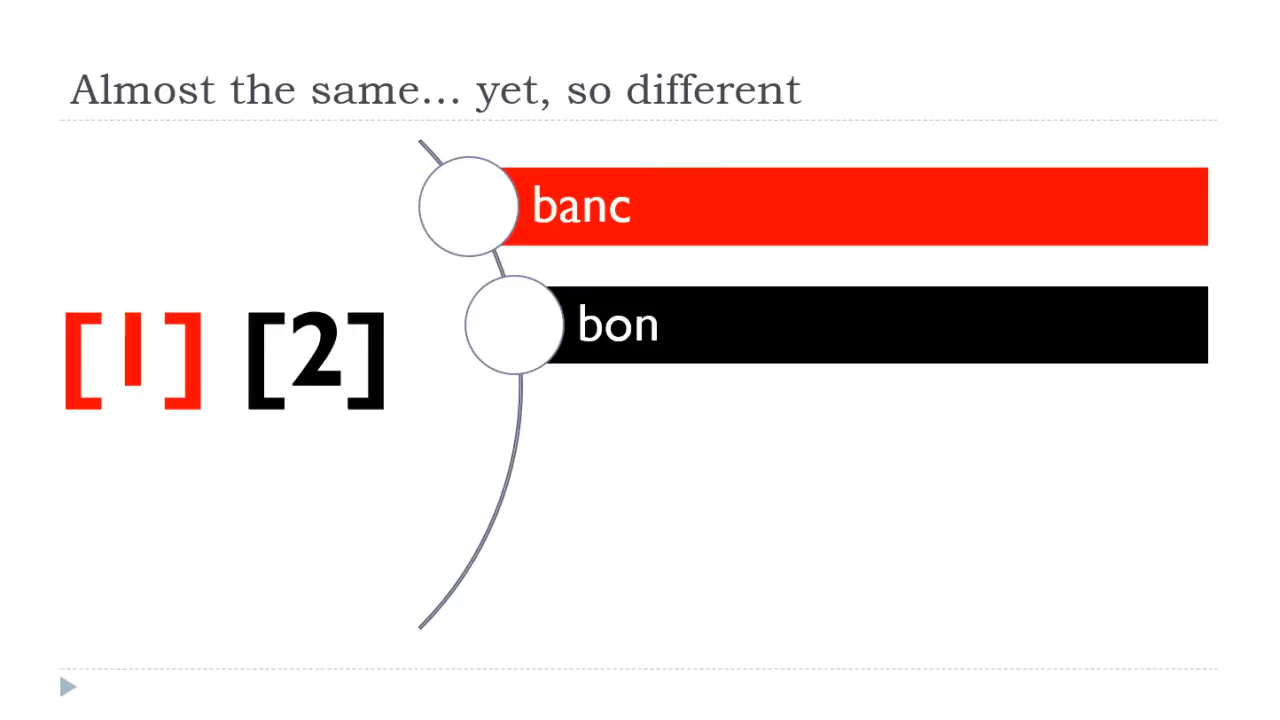 Almost the same... yet, so different
banc
bon
[1] [2]